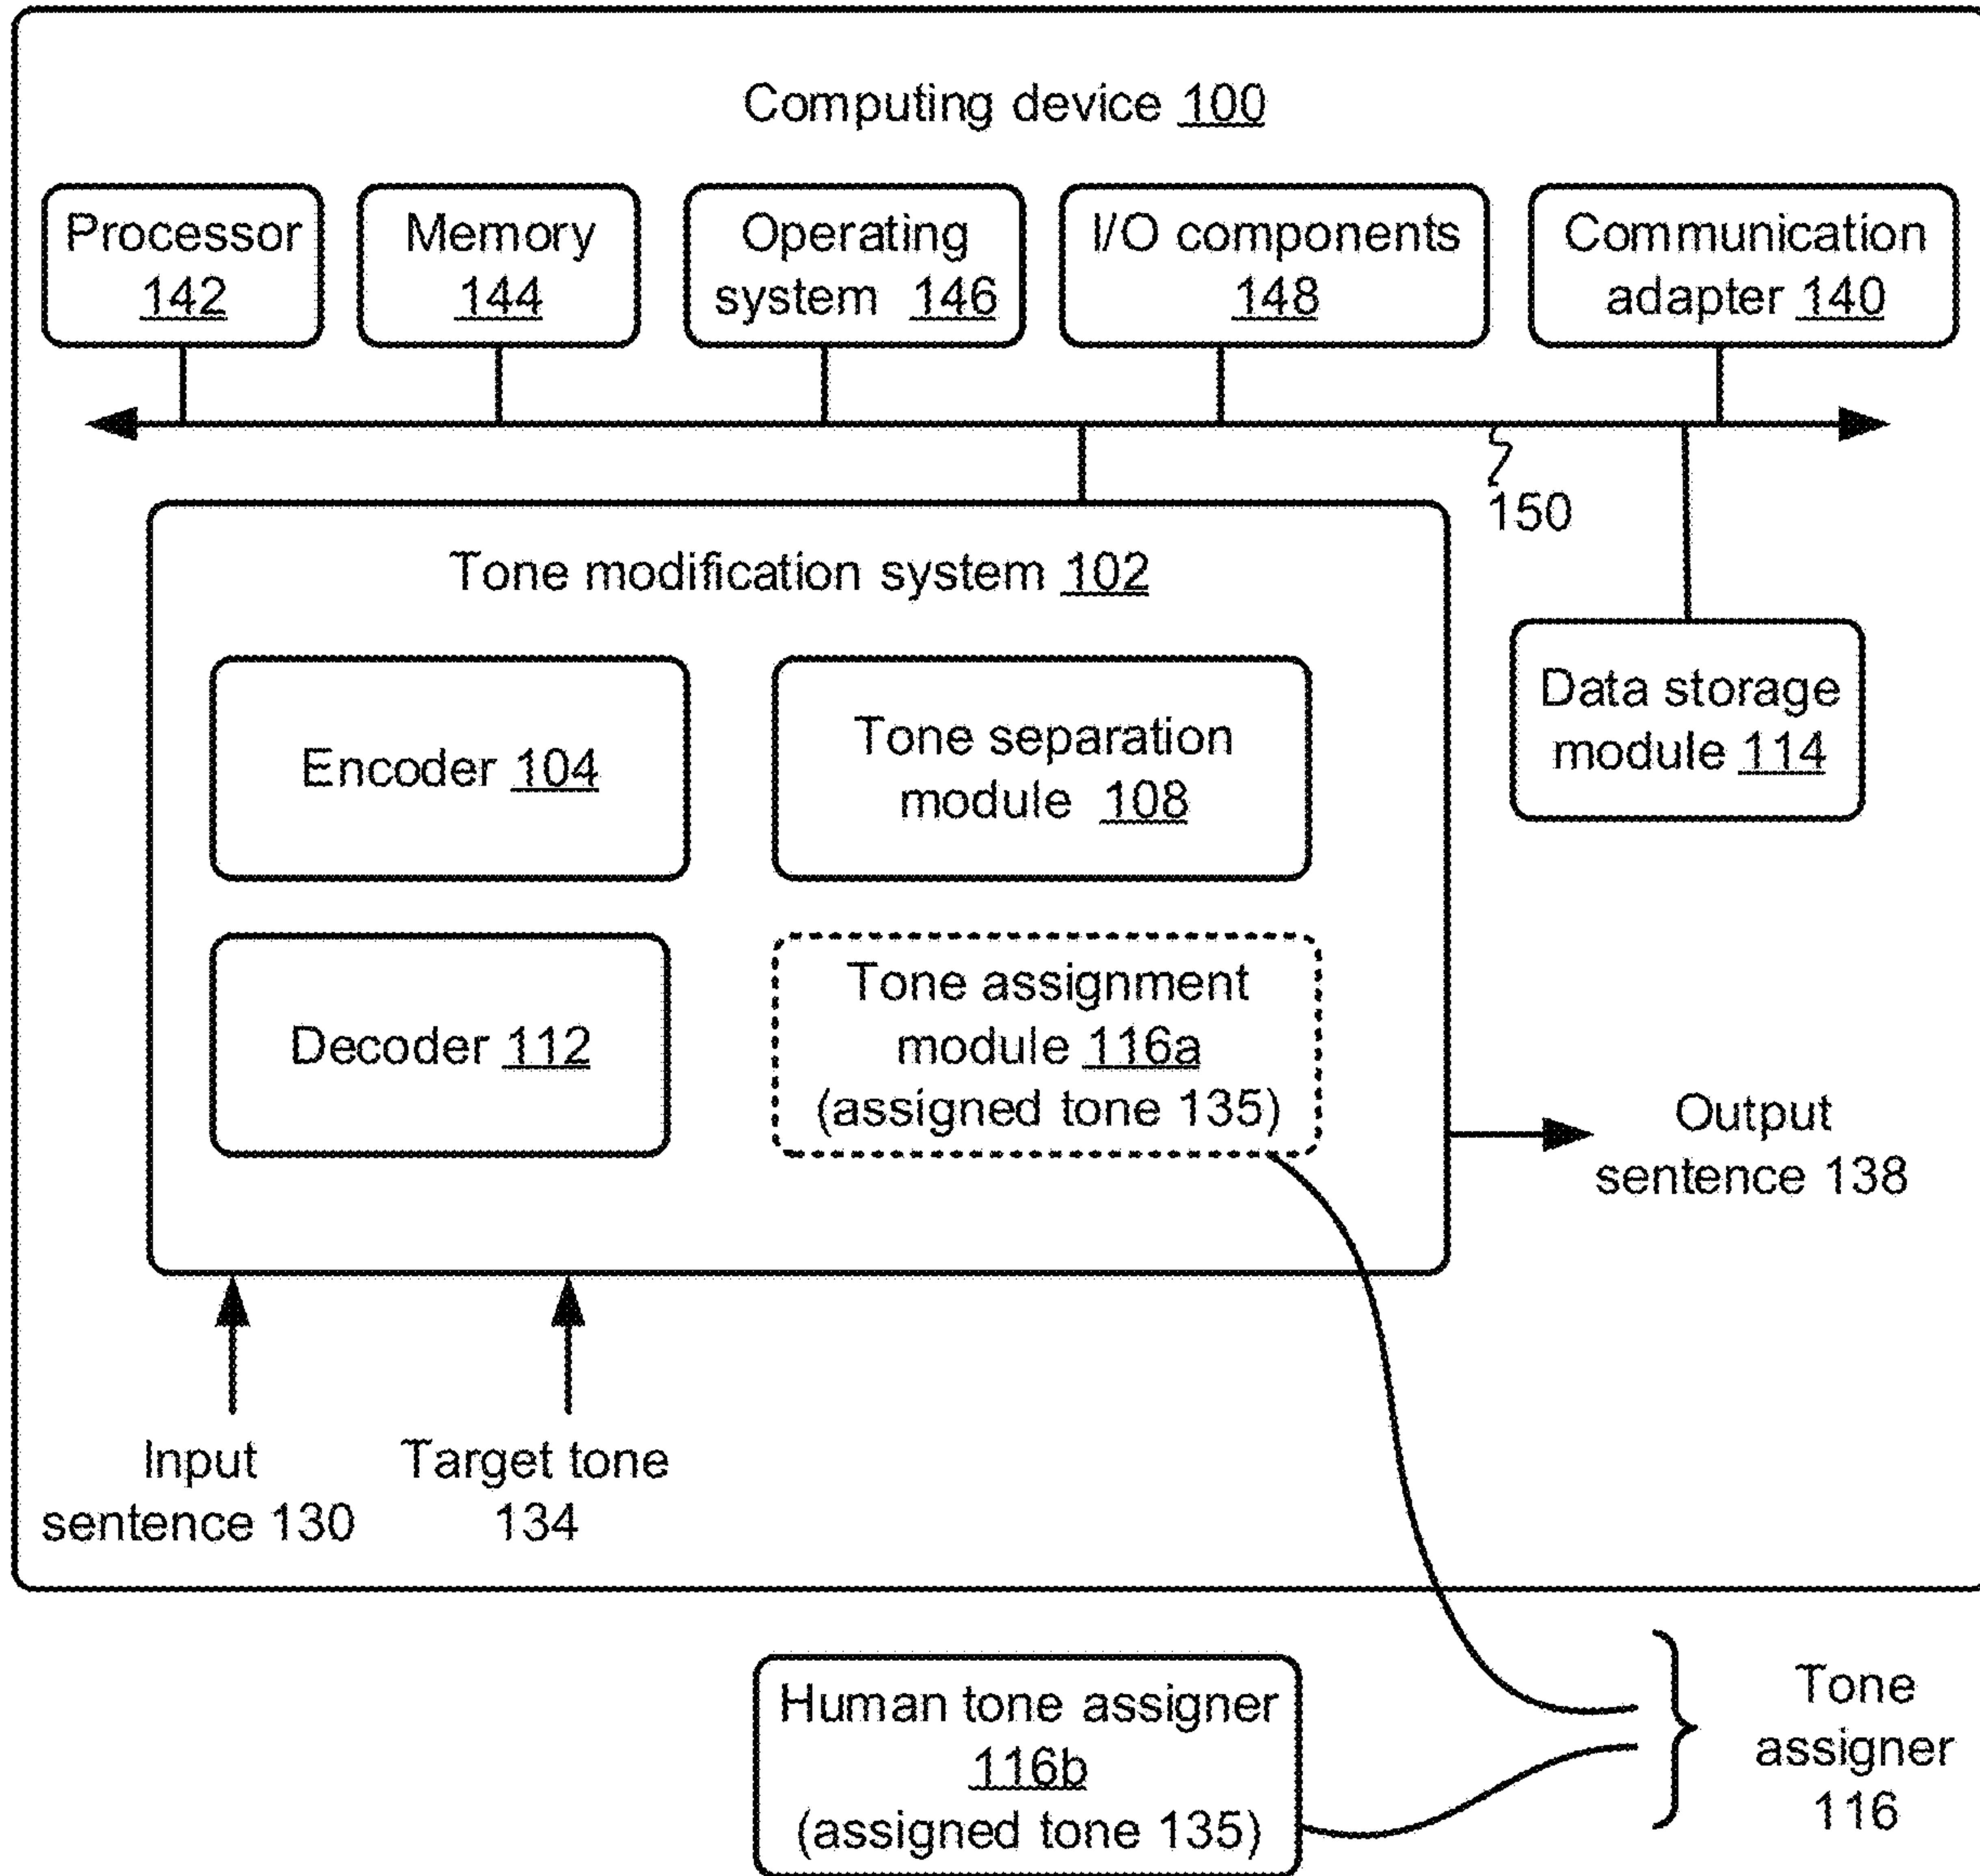 Computing device 100
Processor
142
Memory
144
Operating
system 146
I/O components
148
Communication
adapter 140
150
Tone modification system 102
Encoder 104
Tone separation
module 108
Data storage
module 114
Decoder 112
Tone assignment
module 116a
(assigned tone 135)
Output
sentence 138
Input
sentence 130
Target tone
134
Human tone assigner
116b
(assigned tone 135)
Tone
assigner
116